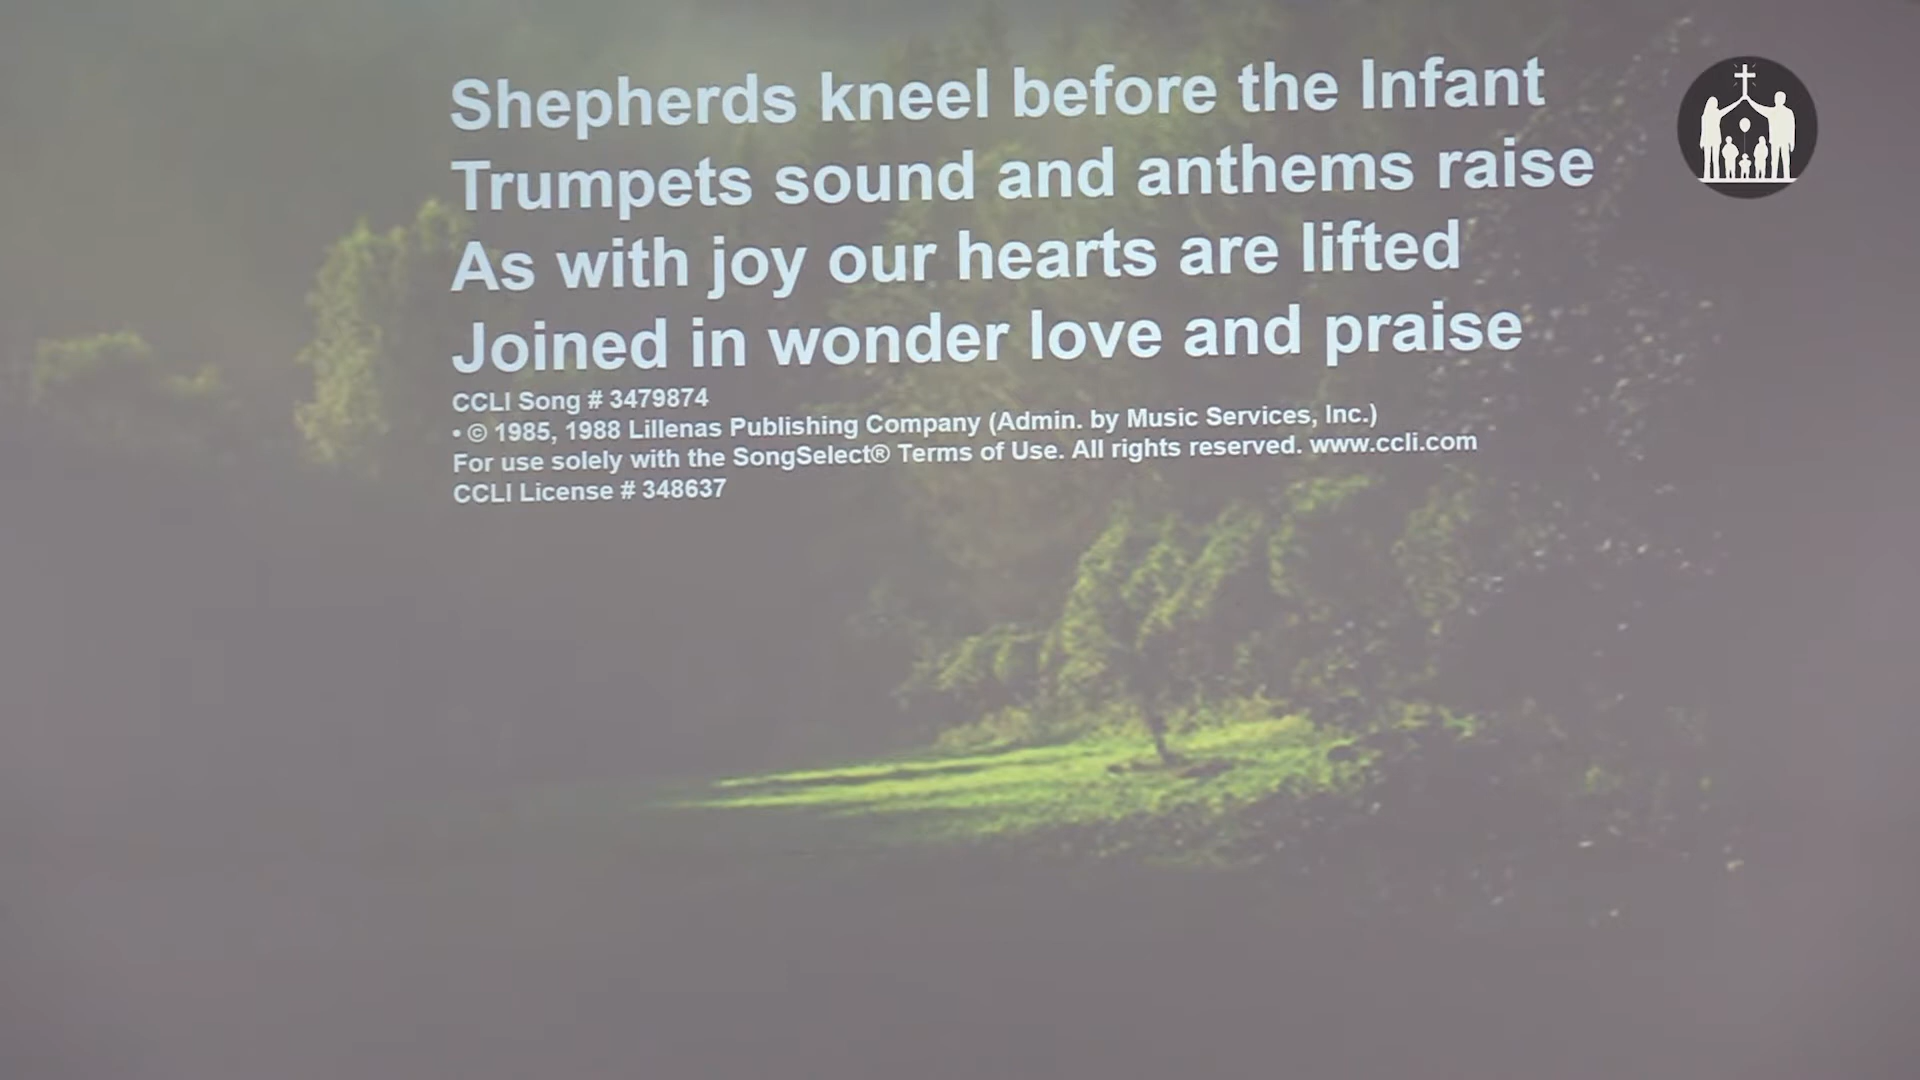 Shepherds kneel before the Infant
Trumpets sound and anthems raise
As with joy our hearts are lifted
Joined in wonder love and praise
CCLI Song # 3479874
• © 1985, 1988 Lillenas Publishing Company (Admin. by Music Services, Inc.)
For use solely with the SongSelect® Terms of Use. All rights reserved. www.ccli.com
CCLI License # 348637